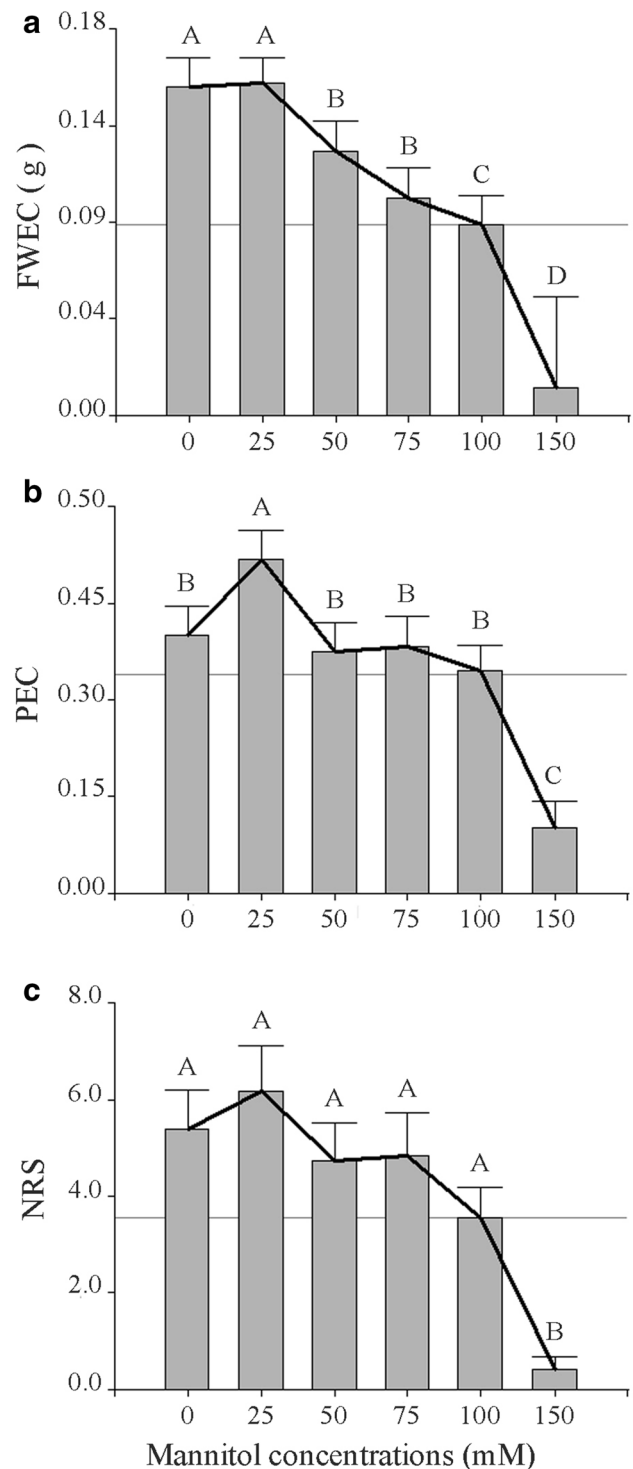 a
0.18
A
A
B
0.14
B
C
FWEC (g)
0.09
D
0.04
0.00
0 25 50 75 100 150
b
0.50
A
B
0.45
B
B
B
PEC
0.30
0.15
C
0.00
0 25 50 75 100 150
c
8.0
A
A
A
A
6.0
A
NRS
4.0
2.0
B
0.0
0 25 50 75 100 150
Mannitol concentrations (mM)